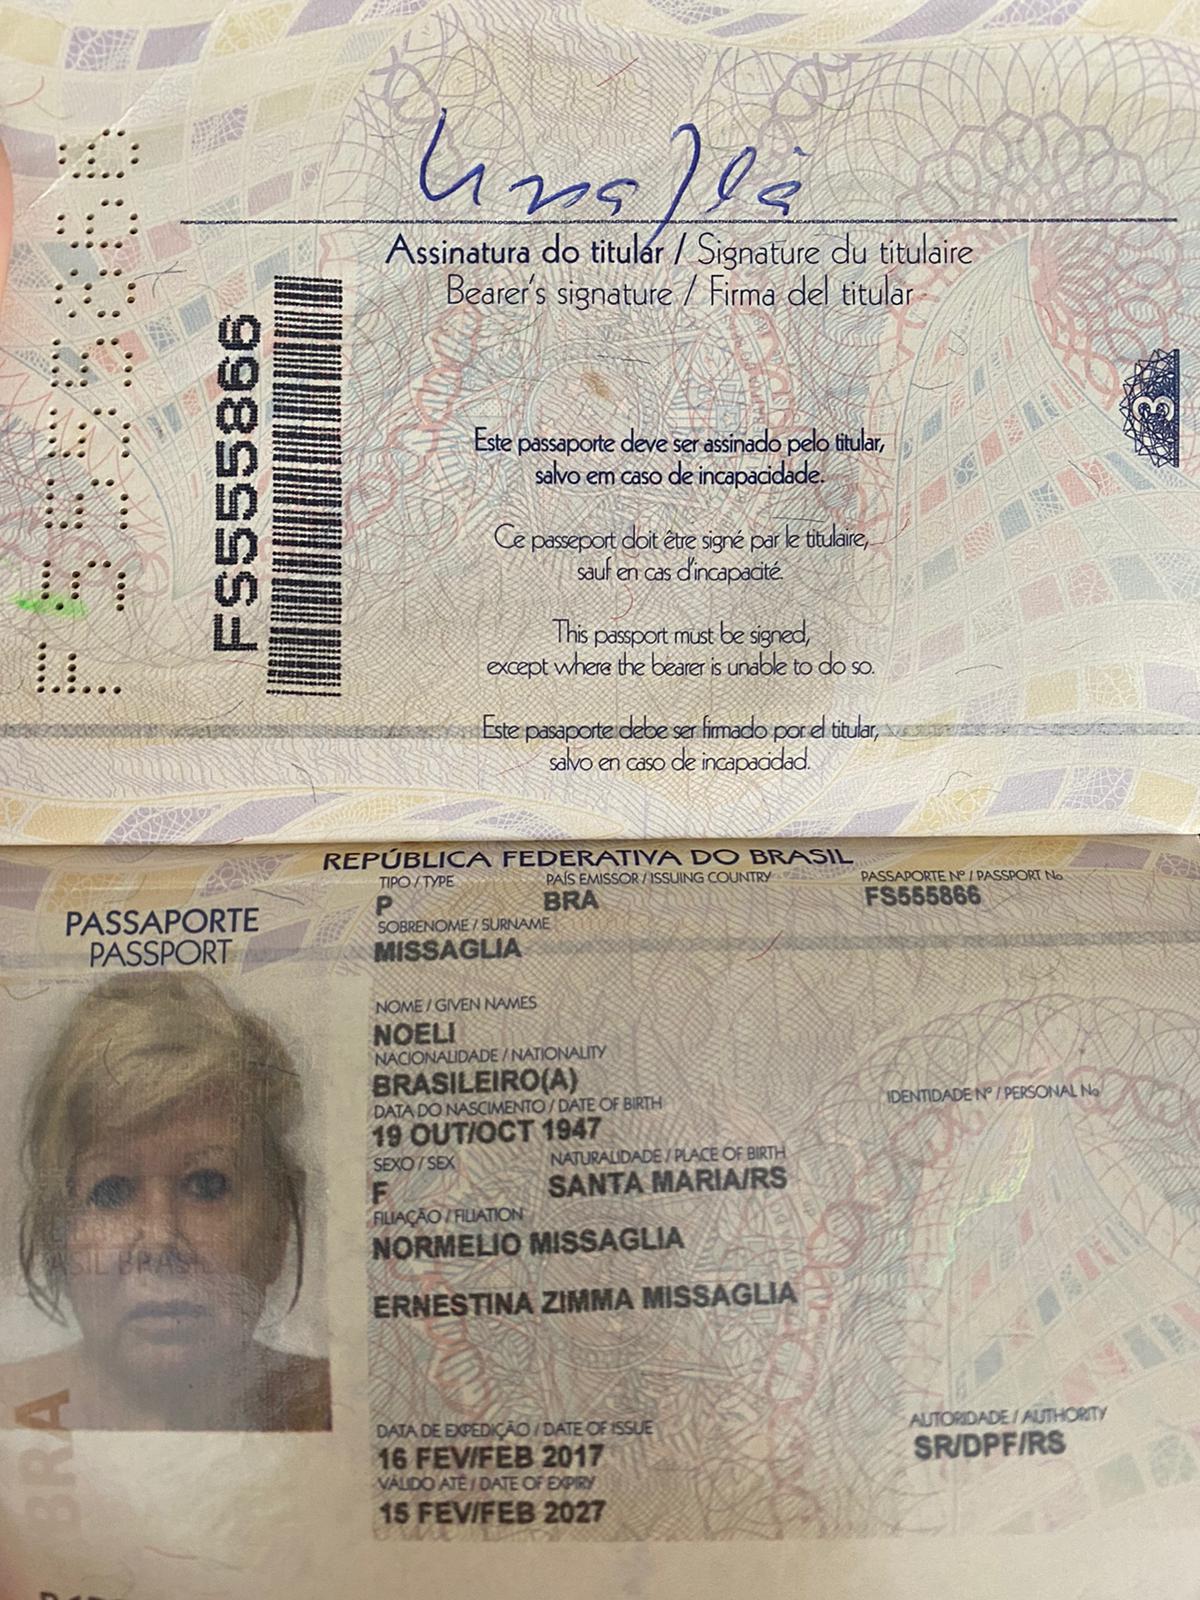 REPÚBLICAFEDERATIVADOBRASILREPÚBLICAFEDERATIVADOBRASILREPÚBLICAFEDERATIVADOBRASIL
Assinatura do titular / Signature du titulaire
Bearer's signature / Firma del titular
FS555866
FS555866
3
Este passaporte deve ser assinado pelo titular,
salvo em caso de incapacidade.
Ce passeport doit être signé par le titulaire,
sauf en cas d'incapacité.
This passport must be signed,
except where the bearer is unable to do so.
Este pasaporte debe ser firmado por el titular,
salvo en caso de incapacidad.
REPÚBLICA FEDERATIVA DO BRASIL
PASSAPORTE
PASSPORT
TIPO / TYPE PAÍS EMISSOR / ISSUING COUNTRY PASSAPORTE Nº / PASSPORT No
P BRA FS555866
SOBRENOME / SURNAME
MISSAGLIA
NOME / GIVEN NAMES
NOELI
NACIONALIDADE / NATIONALITY
BRASILEIRO(A)
IDENTIDADE Nº / PERSONAL No
DATA DO NASCIMENTO / DATE OF BIRTH
19 OUT/OCT 1947
SEXO / SEX NATURALIDADE / PLACE OF BIRTH
F SANTA MARIA/RS
FILIAÇÃO / FILIATION
NORMELIO MISSAGLIA
ERNESTINA ZIMMA MISSAGLIA
DATA DE EXPEDIÇÃO / DATE OF ISSUE AUTORIDADE / AUTHORITY
16 FEV/FEB 2017 SR/DPF/RS
VÁLIDO ATÉ / DATE OF EXPIRY
15 FEV/FEB 2027
BRA